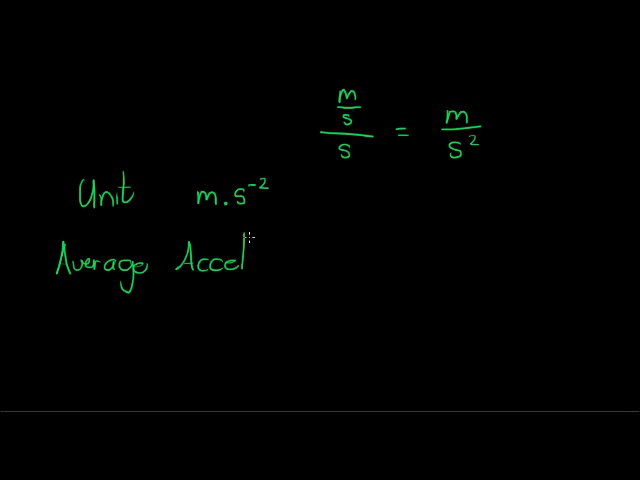 m/s / s = m/s²
Unit m.s⁻²
Average Accel